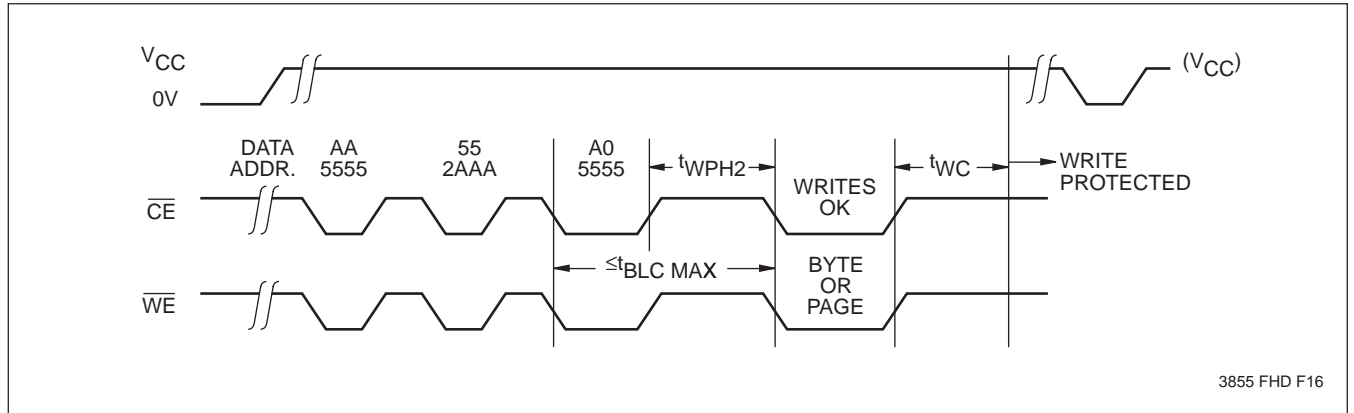 VCC
(VCC)
0V
DATA AA 55 A0
ADDR. 5555 2AAA 5555
tWPH2
WRITES
OK
tWC
WRITE
PROTECTED
CE
≤tBLC MAX
BYTE
OR
PAGE
WE
3855 FHD F16